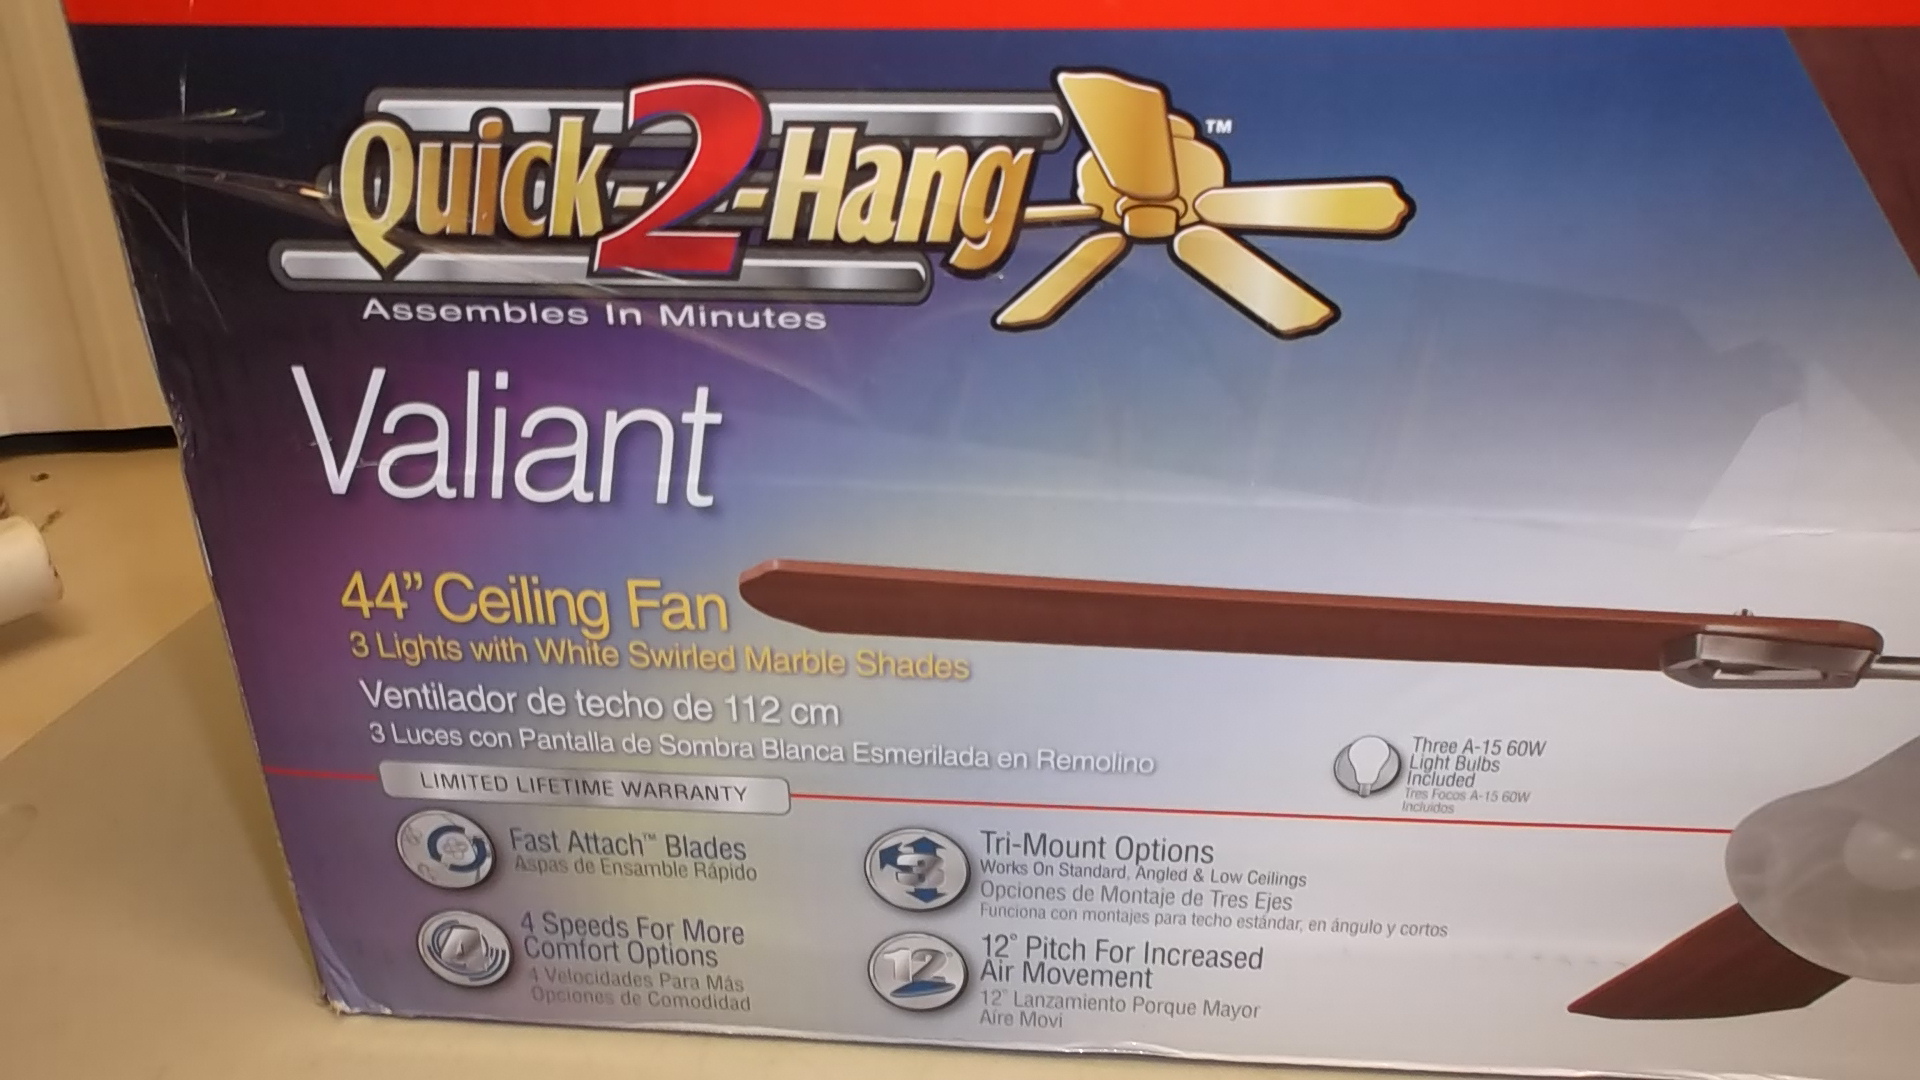 Quick-2-Hang™
Assembles In Minutes
Valiant
44” Ceiling Fan
3 Lights with White Swirled Marble Shades
Ventilador de techo de 112 cm
3 Luces con Pantalla de Sombra Blanca Esmerilada en Remolino
LIMITED LIFETIME WARRANTY
Three A-15 60W
Light Bulbs
Included
Tres Focos A-15 60W
Incluidos
Fast Attach™ Blades
Aspas de Ensamble Rápido
4 Speeds For More
Comfort Options
4 Velocidades Para Más
Opciones de Comodidad
3
Tri-Mount Options
Works On Standard, Angled & Low Ceilings
Opciones de Montaje de Tres Ejes
Funciona con montajes para techo estándar, en ángulo y cortos
12°
12° Pitch For Increased
Air Movement
12° Lanzamiento Porque Mayor
Aire Movi